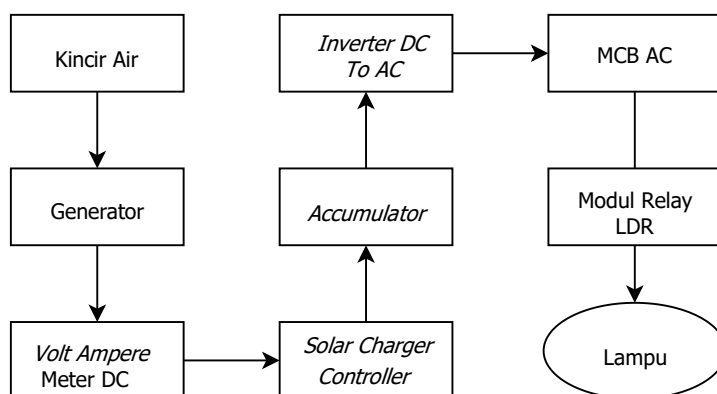 Kincir Air
Generator
Volt Ampere
Meter DC
Solar Charger
Controller
Accumulator
Inverter DC
To AC
MCB AC
Modul Relay
LDR
Lampu